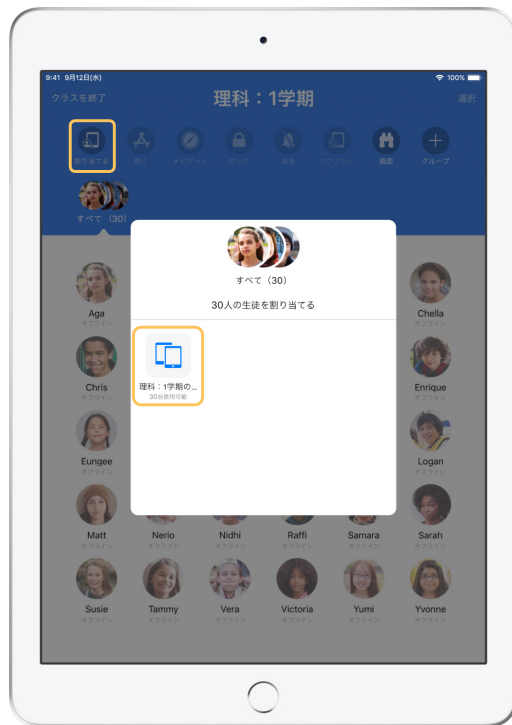 9:41 9月12日(水)
100%
クラスを終了
理科：1学期
選択
割り当てる
開く
ナビゲート
ロック
消音
ログアウト
画面
グループ
すべて（30）
すべて（30）
30人の生徒を割り当てる
理科：1学期の...
30台使用可能
Aga
Chella
オフライン
オフライン
Chris
Enrique
オフライン
オフライン
Eungee
Logan
オフライン
オフライン
Matt
Nerio
Nidhi
Raffi
Samara
Sarah
オフライン
オフライン
オフライン
オフライン
オフライン
オフライン
Susie
Tammy
Vera
Victoria
Yumi
Yvonne
オフライン
オフライン
オフライン
オフライン
オフライン
オフライン